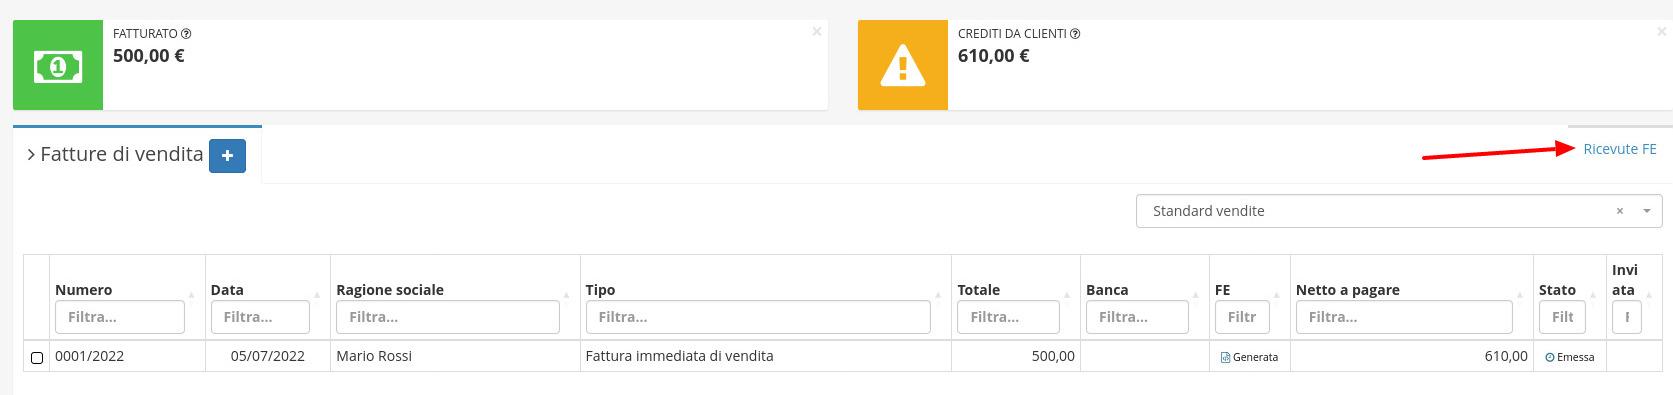 FATTURATO
500,00 €
×
CREDITI DA CLIENTI
610,00 €
×
Fatture di vendita +
Ricevute FE
Standard vendite ×
Numero Data Ragione sociale Tipo Totale Banca FE Netto a pagare Stato Invi
ata
Filtra... Filtra... Filtra... Filtra... Filtra... Filtra... Filtr Filtra... Filt F
0001/2022 05/07/2022 Mario Rossi Fattura immediata di vendita 500,00 Generata 610,00 Emessa